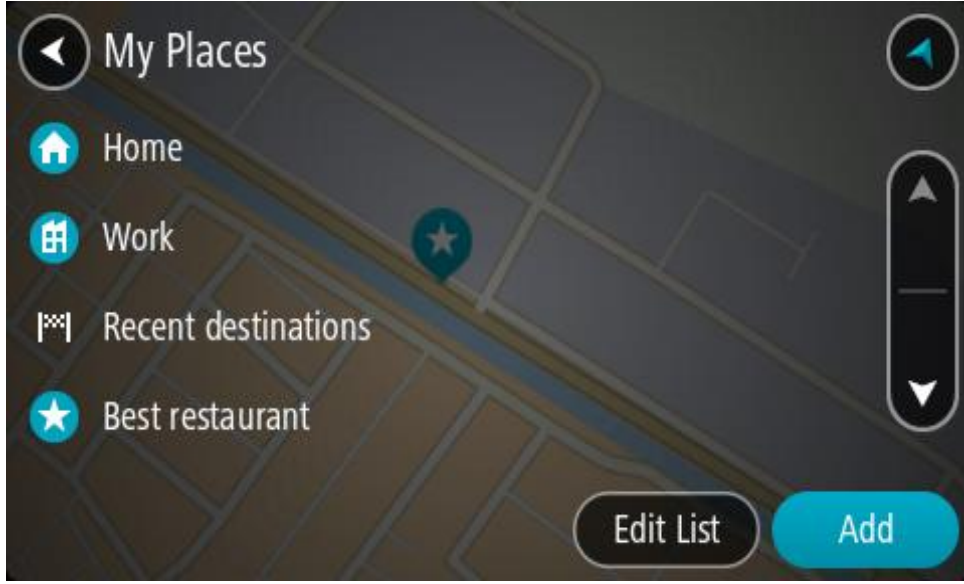 My Places
Home
Work
Recent destinations
Best restaurant
Edit List
Add